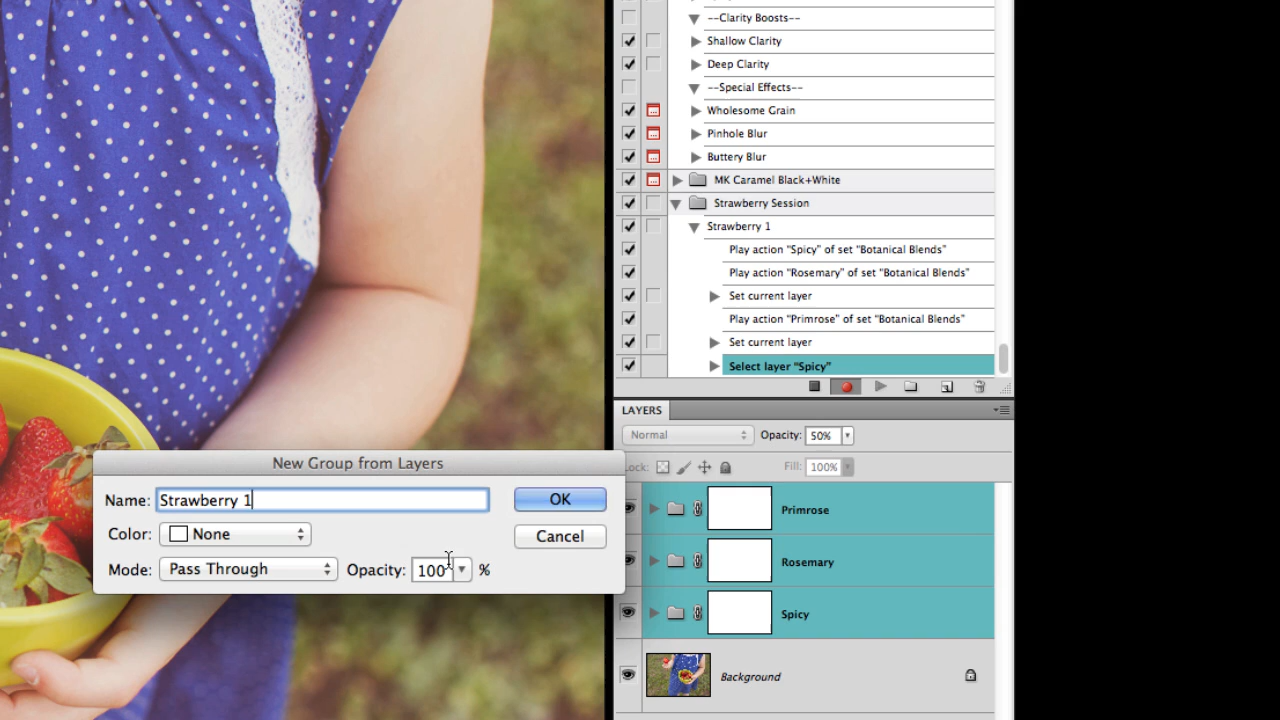 --Clarity Boosts--
Shallow Clarity
Deep Clarity
--Special Effects--
Wholesome Grain
Pinhole Blur
Buttery Blur
MK Caramel Black+White
Strawberry Session
Strawberry 1
Play action “Spicy” of set “Botanical Blends”
Play action “Rosemary” of set “Botanical Blends”
Set current layer
Play action “Primrose” of set “Botanical Blends”
Set current layer
Select layer “Spicy”
LAYERS
Normal Opacity: 50%
Lock: Fill: 100%
Primrose
Rosemary
Spicy
Background
New Group from Layers
Name: Strawberry 1 OK
Color: None Cancel
Mode: Pass Through Opacity: 100 %